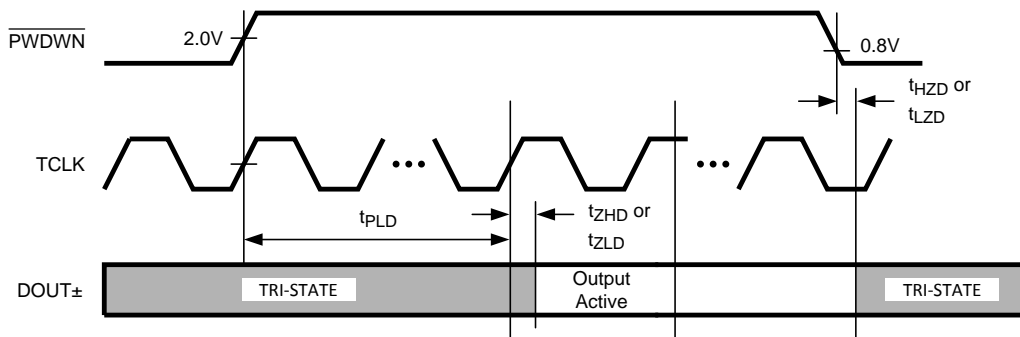 PWDWN
2.0V
0.8V
tHZD or
tLZD
TCLK
•••
•••
tPLD
tZHD or
tZLD
DOUT±
TRI-STATE
Output
Active
TRI-STATE